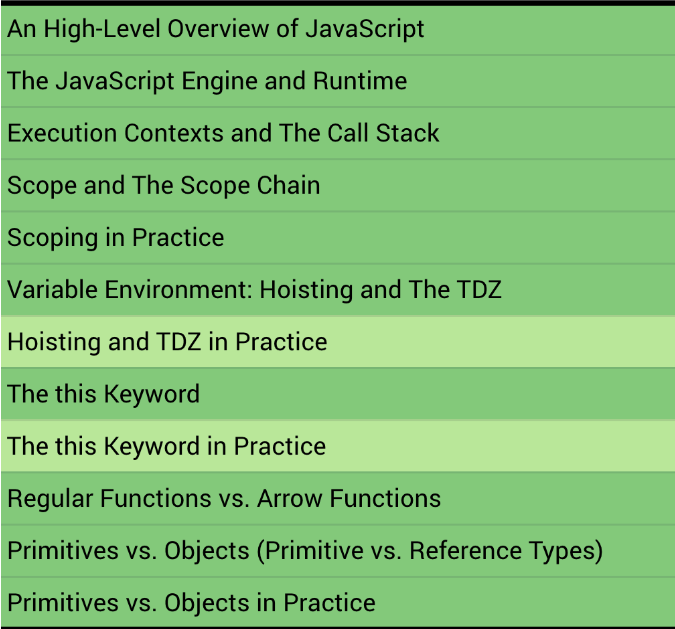 An High-Level Overview of JavaScript
The JavaScript Engine and Runtime
Execution Contexts and The Call Stack
Scope and The Scope Chain
Scoping in Practice
Variable Environment: Hoisting and The TDZ
Hoisting and TDZ in Practice
The this Keyword
The this Keyword in Practice
Regular Functions vs. Arrow Functions
Primitives vs. Objects (Primitive vs. Reference Types)
Primitives vs. Objects in Practice